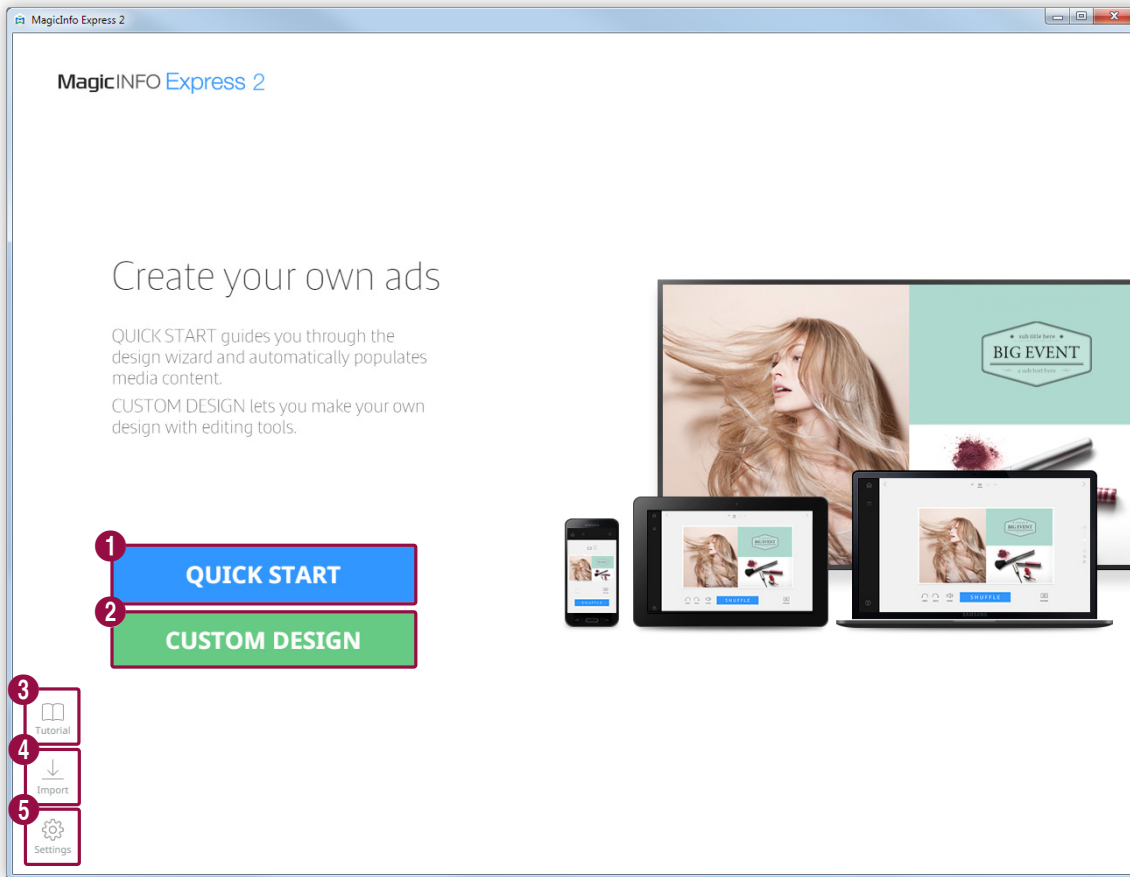 MagicInfo Express 2
MagicINFO Express 2
Create your own ads
QUICK START guides you through the
design wizard and automatically populates
media content.
CUSTOM DESIGN lets you make your own
design with editing tools.
sub title here
BIG EVENT
a sub text here
1
QUICK START
2
CUSTOM DESIGN
BIG EVENT
BIG EVENT
SHUFFLE
SHUFFLE
SHUFFLE
3
Tutorial
4
Import
5
Settings